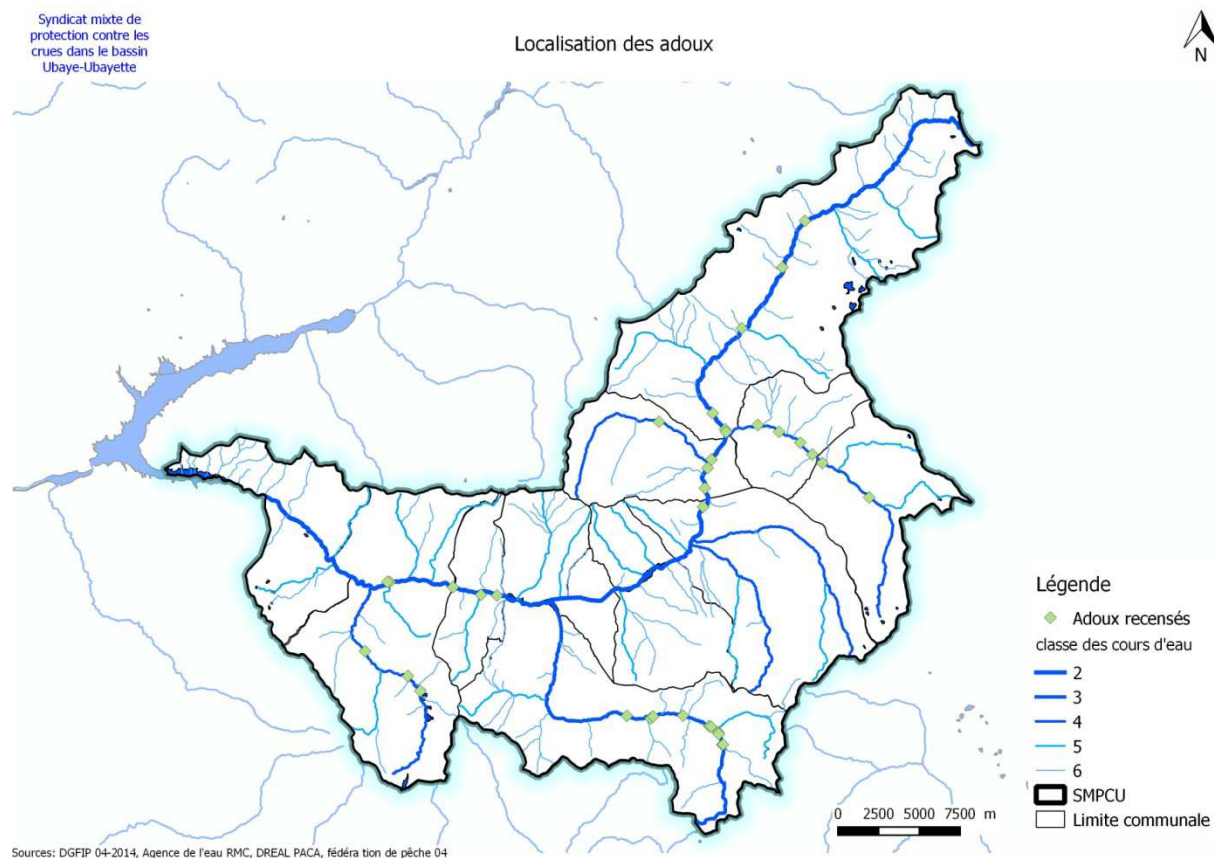 Syndicat mixte de
protection contre les
crues dans le bassin
Ubaye-Ubayette
Localisation des adoux
N
Légende
Adoux recensés
classe des cours d'eau
2
3
4
5
6
SMPCU
Limite communale
0 2500 5000 7500 m
Sources: DGFIP 04-2014, Agence de l'eau RMC, DREAL PACA, fédéra tion de pêche 04